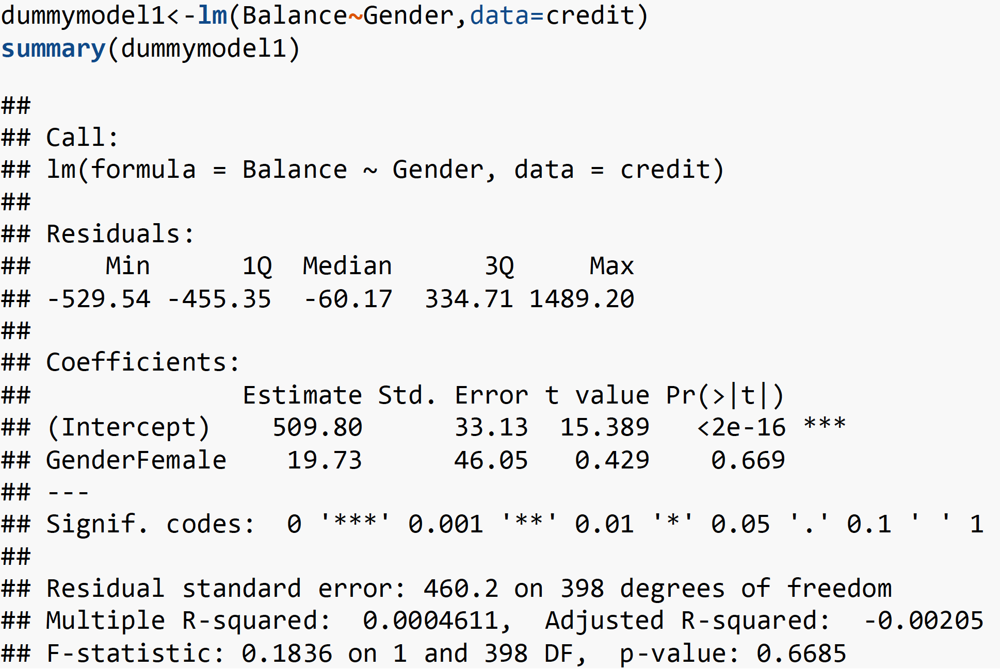 dummymodel1<-lm(Balance~Gender,data=credit)
summary(dummymodel1)
##
## Call:
## lm(formula = Balance ~ Gender, data = credit)
##
## Residuals:
##     Min      1Q  Median      3Q     Max
## -529.54 -455.35  -60.17  334.71 1489.20
##
## Coefficients:
##              Estimate Std. Error t value Pr(>|t|)
## (Intercept)    509.80      33.13  15.389   <2e-16 ***
## GenderFemale    19.73      46.05   0.429    0.669
## ---
## Signif. codes:  0 '***' 0.001 '**' 0.01 '*' 0.05 '.' 0.1 ' ' 1
##
## Residual standard error: 460.2 on 398 degrees of freedom
## Multiple R-squared:  0.0004611,  Adjusted R-squared:  -0.00205
## F-statistic: 0.1836 on 1 and 398 DF,  p-value: 0.6685